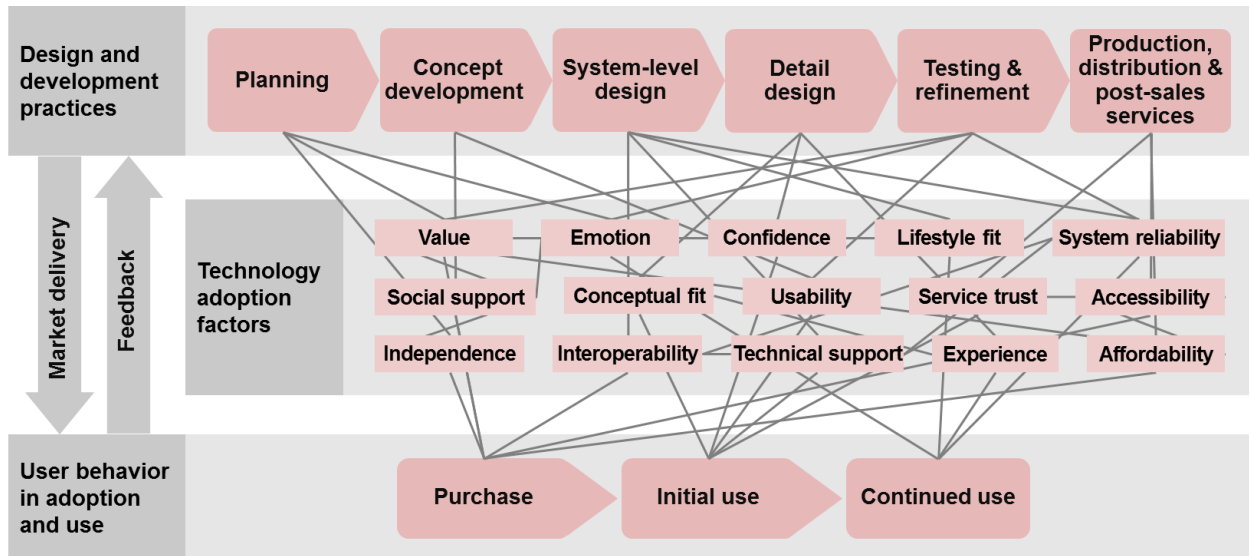 Design and
development
practices
Planning
Concept
development
System-level
design
Detail
design
Testing &
refinement
Production,
distribution &
post-sales
services
Market delivery
Feedback
Technology
adoption
factors
Value
Emotion
Confidence
Lifestyle fit
System reliability
Social support
Conceptual fit
Usability
Service trust
Accessibility
Independence
Interoperability
Technical support
Experience
Affordability
User behavior
in adoption
and use
Purchase
Initial use
Continued use